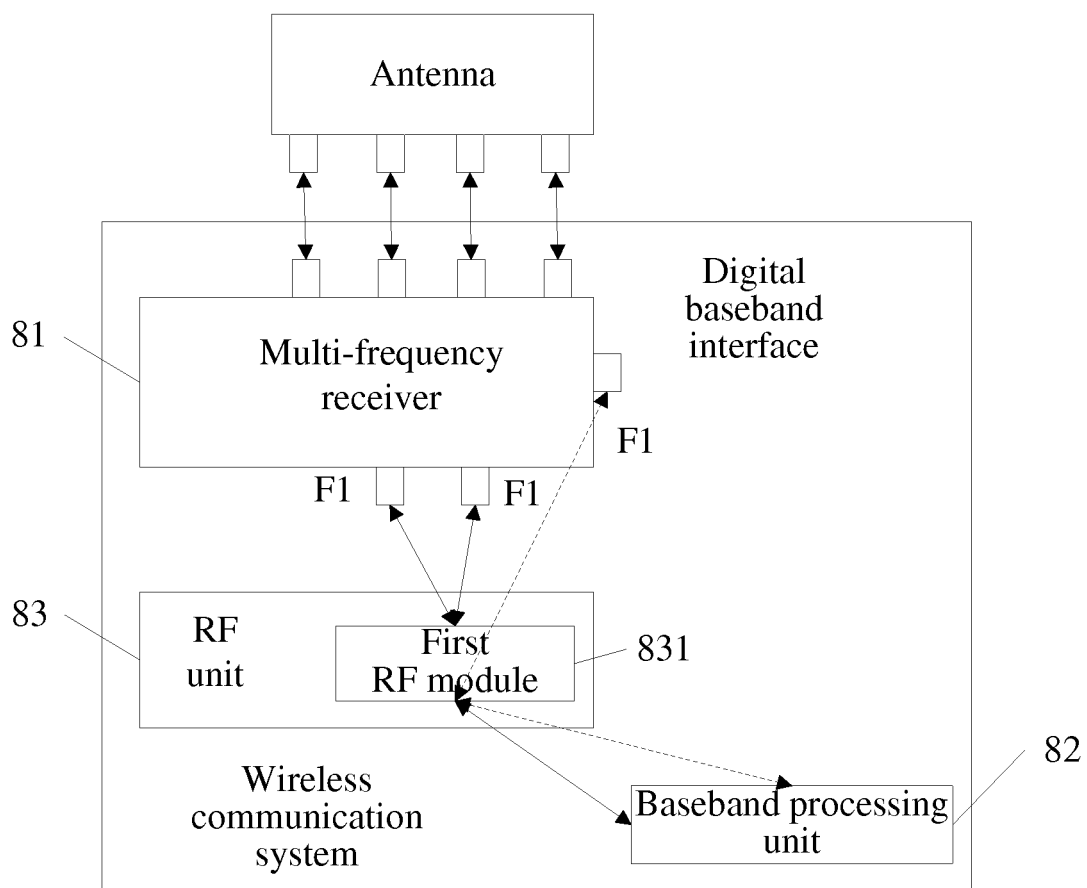 Antenna
Digital
baseband
interface
81
Multi-frequency
receiver
F1
F1
F1
83
RF
unit
First
RF module
831
82
Wireless
communication
system
Baseband processing
unit